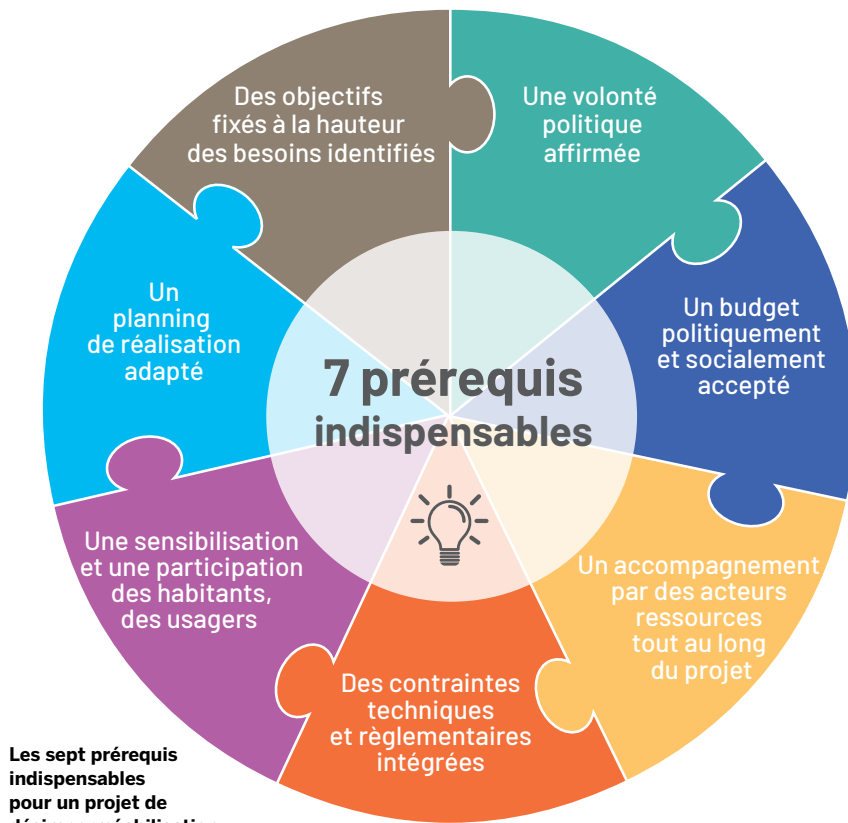 Des objectifs
fixés à la hauteur
des besoins identifiés
Une volonté
politique
affirmée
Un budget
politiquement
et socialement
accepté
Un accompagnement
par des acteurs
ressources
tout au long
du projet
Des contraintes
techniques
et règlementaires
intégrées
Une sensibilisation
et une participation
des habitants,
des usagers
Un
planning
de réalisation
adapté
7 prérequis
indispensables
Les sept prérequis
indispensables
pour un projet de